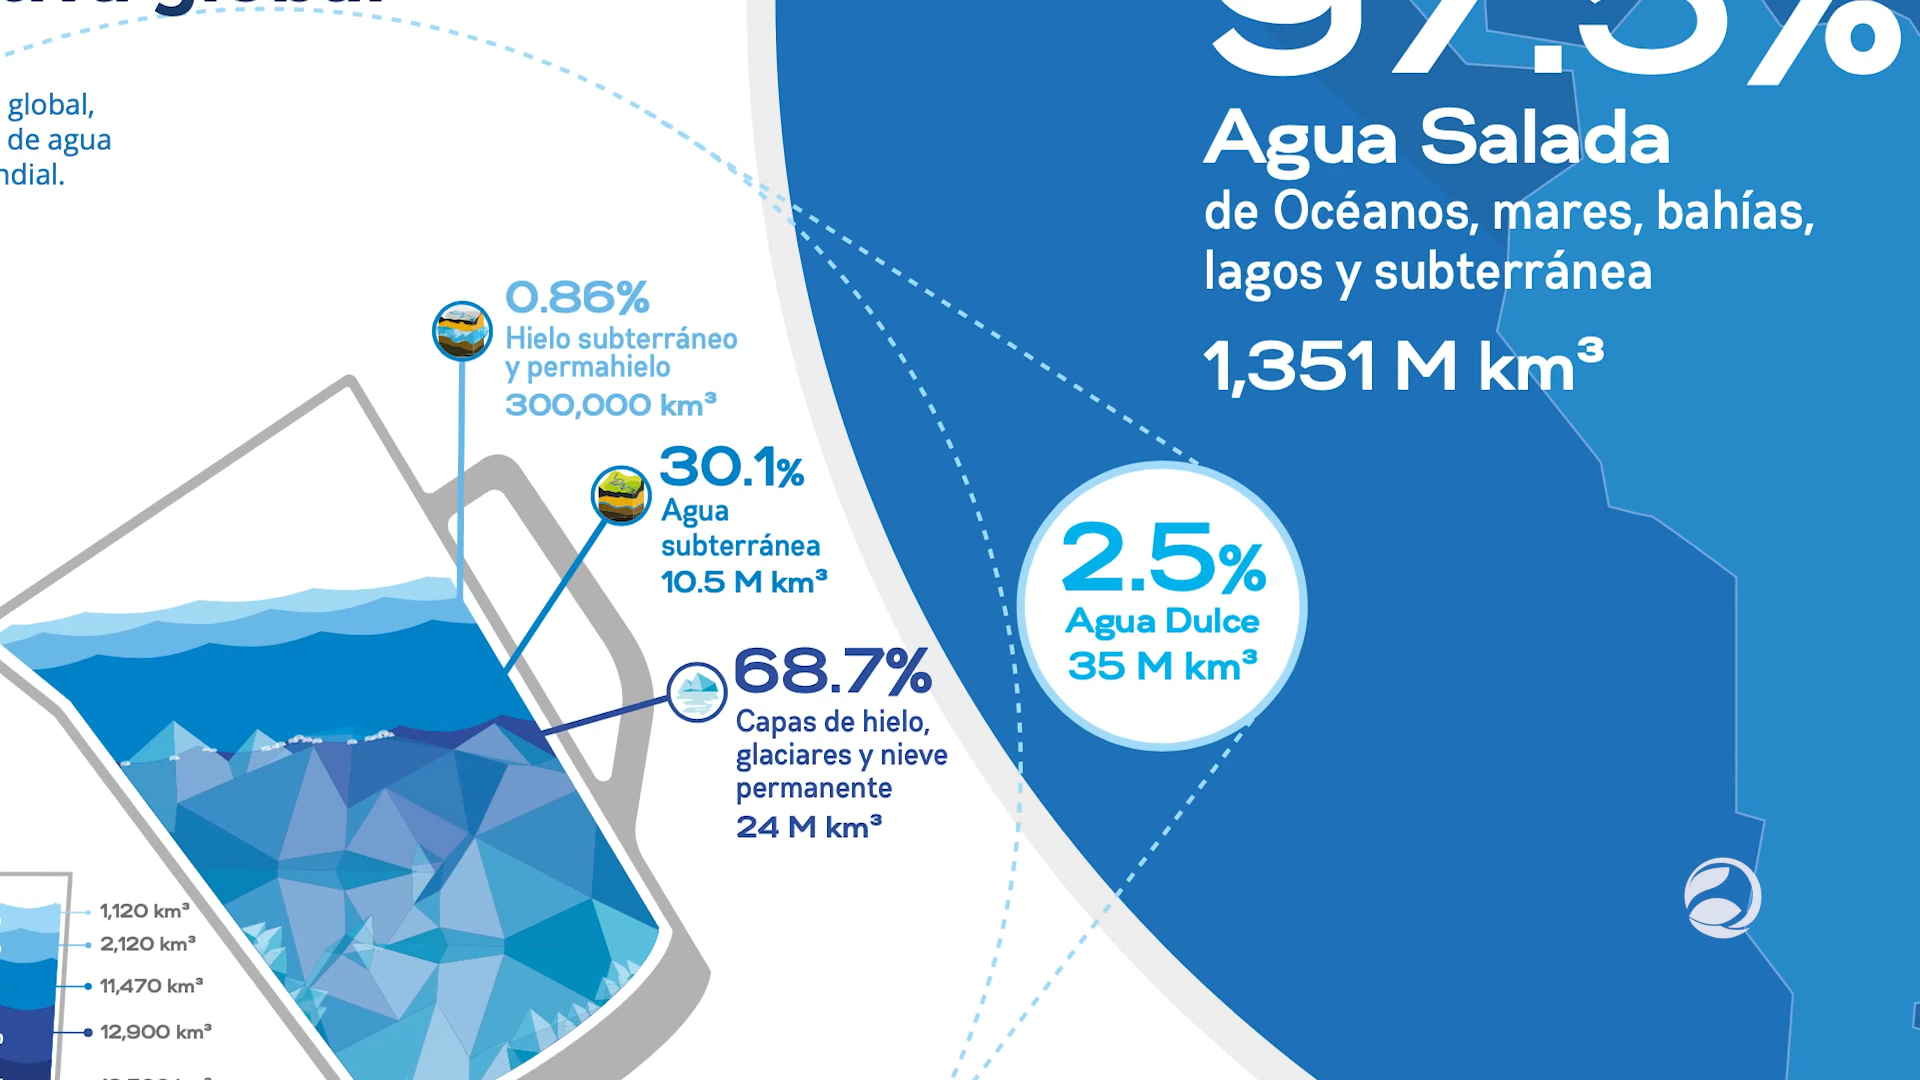 global
global,
de agua
97.5%
Agua Salada
de Océanos, mares, bahías,
lagos y subterránea
1,351 M km³
0.86%
Hielo subterráneo
y permahielo
300,000 km³
30.1%
Agua
subterránea
10.5 M km³
2.5%
Agua Dulce
35 M km³
68.7%
Capas de hielo,
glaciares y nieve
permanente
24 M km³
1,120 km³
2,120 km³
11,470 km³
12,900 km³